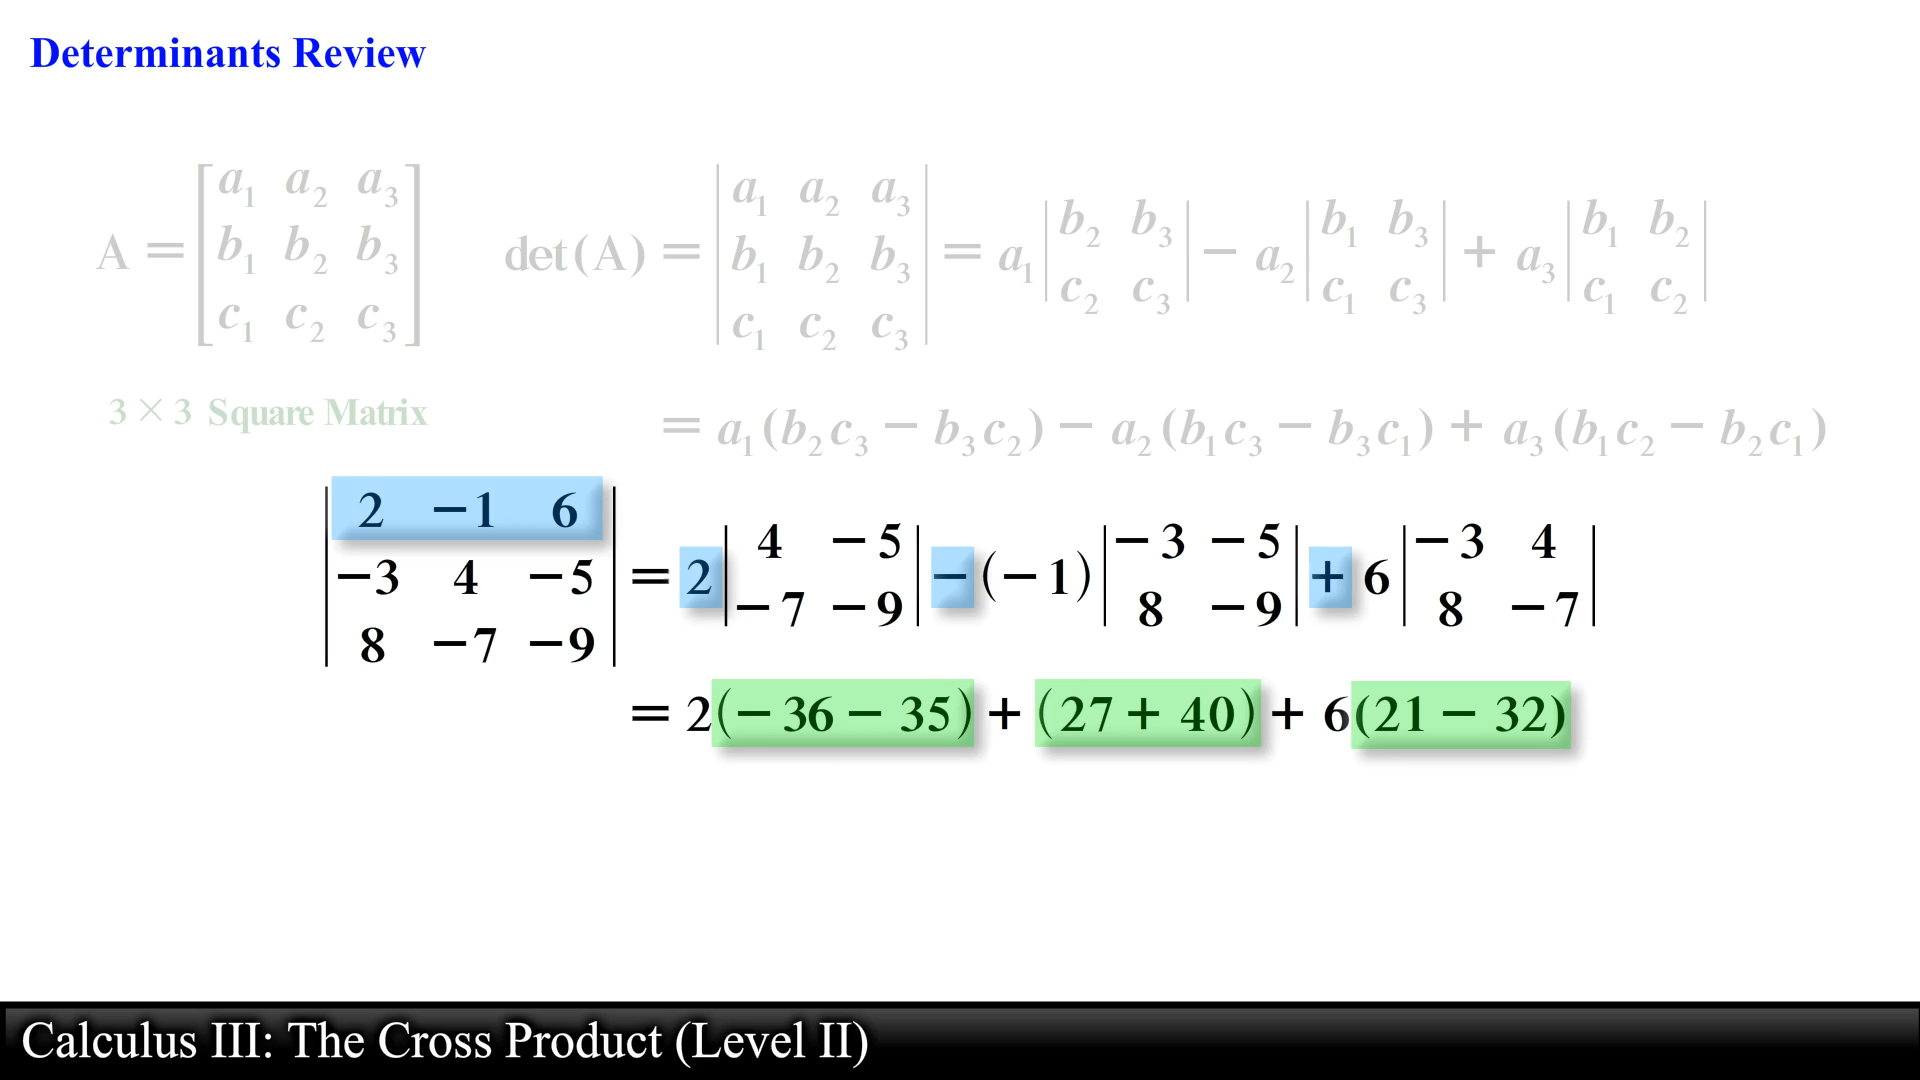 Determinants Review
A = [a₁ a₂ a₃
b₁ b₂ b₃
c₁ c₂ c₃]
det(A) = |a₁ a₂ a₃
b₁ b₂ b₃
c₁ c₂ c₃| = a₁|b₂ b₃
c₂ c₃| − a₂|b₁ b₃
c₁ c₃| + a₃|b₁ b₂
c₁ c₂|
3 × 3 Square Matrix
= a₁(b₂c₃ − b₃c₂) − a₂(b₁c₃ − b₃c₁) + a₃(b₁c₂ − b₂c₁)
|2 −1 6
−3 4 −5
8 −7 −9| = 2|4 −5
−7 −9| − (−1)|−3 −5
8 −9| + 6|−3 4
8 −7|
= 2(−36 − 35) + (27 + 40) + 6(21 − 32)
Calculus III: The Cross Product (Level II)